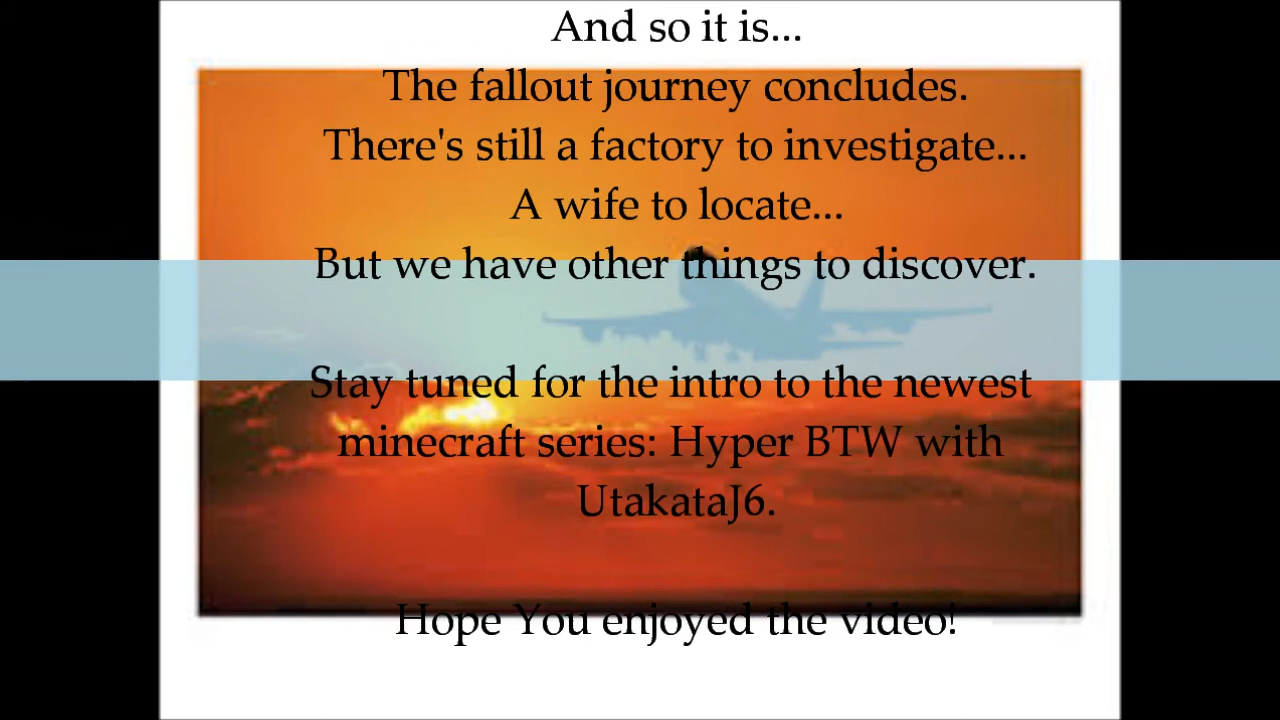 And so it is...
The fallout journey concludes.
There's still a factory to investigate...
A wife to locate...
But we have other things to discover.
Stay tuned for the intro to the newest
minecraft series: Hyper BTW with
UtakataJ6.
Hope You enjoyed the video!